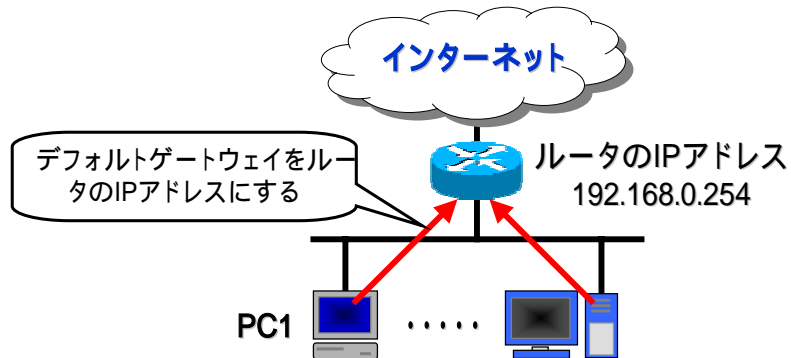 インターネット
デフォルトゲートウェイをルー
タのIPアドレスにする
ルータのIPアドレス
192.168.0.254
PC1 ・・・・・